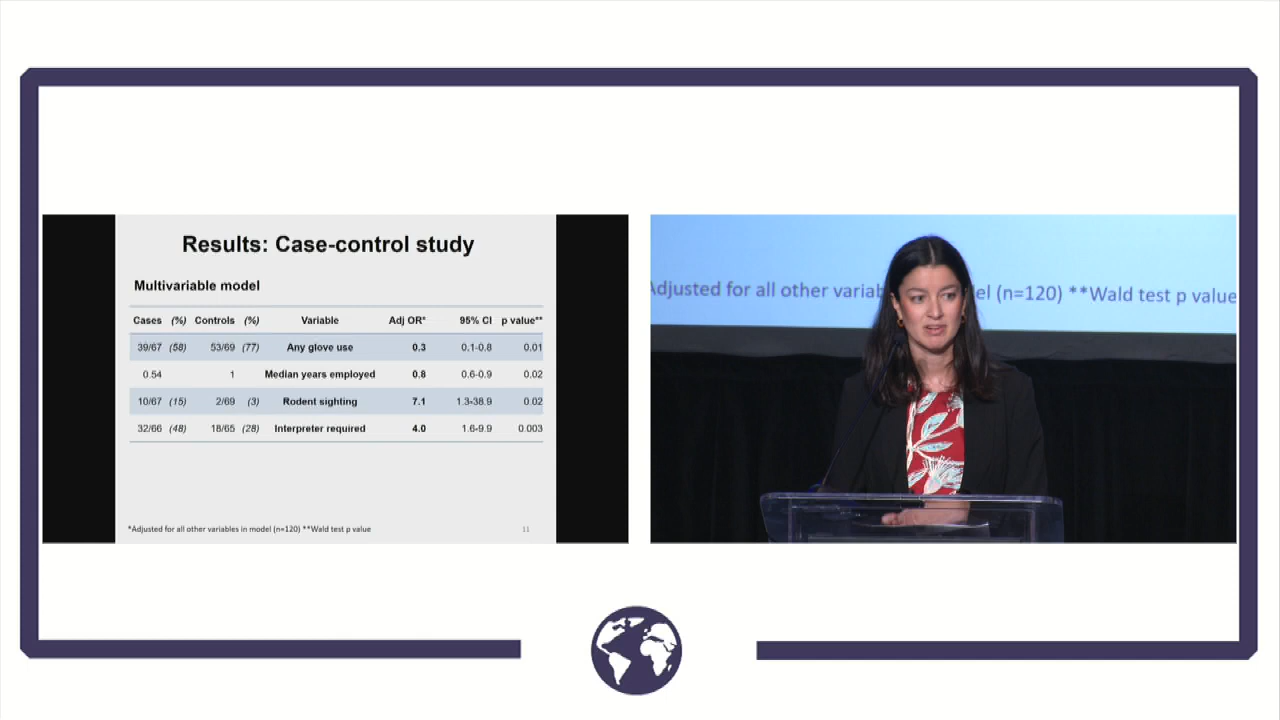 Results: Case-control study
Multivariable model
Cases (%) Controls (%) Variable Adj OR* 95% CI p value**
39/67 (58) 53/69 (77) Any glove use 0.3 0.1-0.8 0.01
0.54 1 Median years employed 0.8 0.6-0.9 0.02
10/67 (15) 2/69 (3) Rodent sighting 7.1 1.3-38.9 0.02
32/66 (48) 18/65 (28) Interpreter required 4.0 1.6-9.9 0.003
*Adjusted for all other variables in model (n=120) **Wald test p value
11
Adjusted for all other variab el (n=120) **Wald test p value